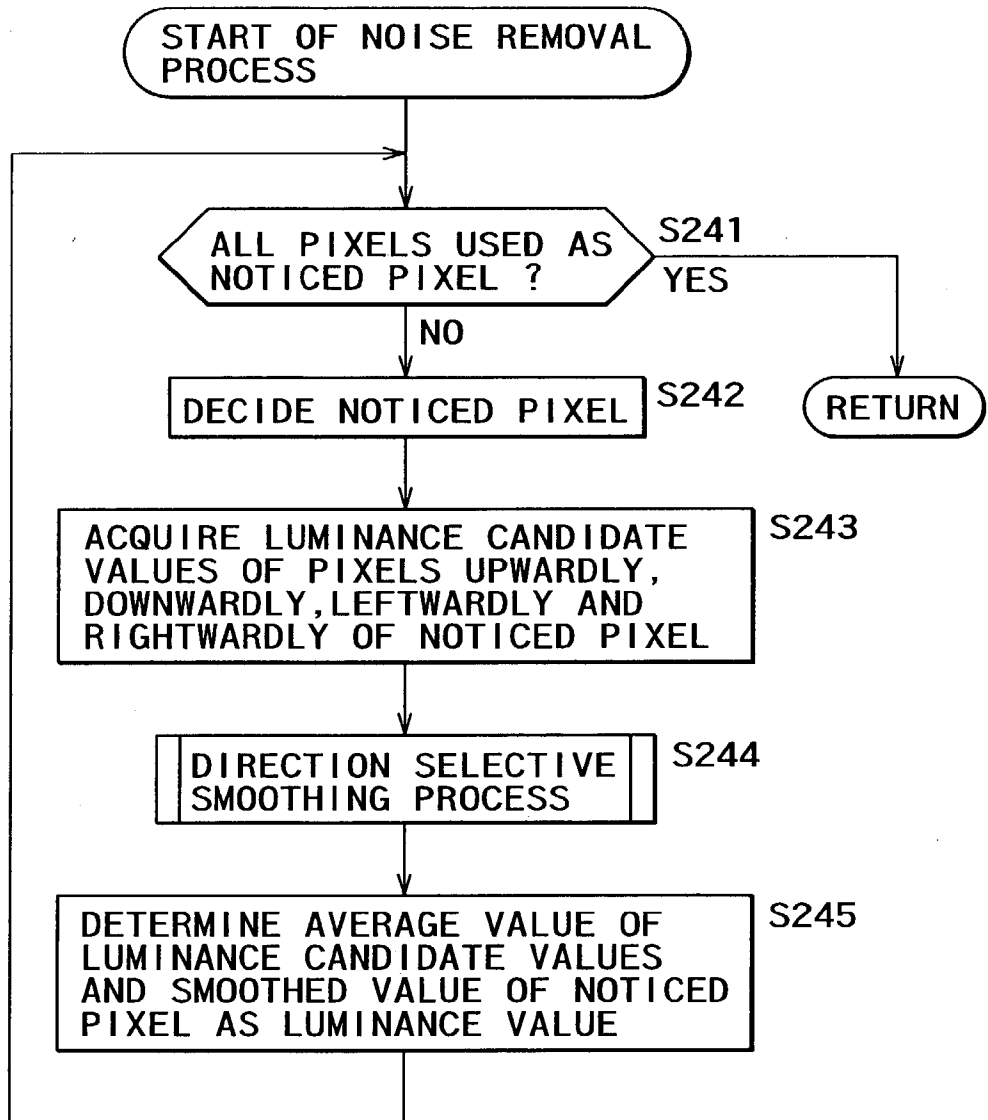 START OF NOISE REMOVAL
PROCESS
ALL PIXELS USED AS
NOTICED PIXEL ?
S241
YES
NO
DECIDE NOTICED PIXEL
S242
RETURN
ACQUIRE LUMINANCE CANDIDATE
VALUES OF PIXELS UPWARDLY,
DOWNWARDLY, LEFTWARDLY AND
RIGHTWARDLY OF NOTICED PIXEL
S243
DIRECTION SELECTIVE
SMOOTHING PROCESS
S244
DETERMINE AVERAGE VALUE OF
LUMINANCE CANDIDATE VALUES
AND SMOOTHED VALUE OF NOTICED
PIXEL AS LUMINANCE VALUE
S245